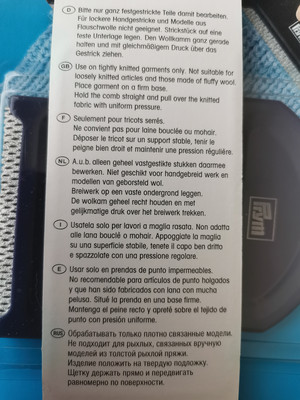 D Bitte nur ganz festgestrickte Teile damit bearbeiten.
Für lockere Handgestricke und Modelle aus
Flauschwolle nicht geeignet. Strickstück auf eine
feste Unterlage legen. Den Wollkamm ganz gerade
halten und mit gleichmäßigem Druck über das
Gestrick ziehen.
GB Use on tightly knitted garments only. Not suitable for
loosely knitted articles and those made of fluffy wool.
Place garment on a firm base.
Hold the comb straight and pull over the knitted
fabric with uniform pressure.
F Seulement pour tricots serrés.
Ne convient pas pour laine bouclée au mohair.
Déposer le tricot sur un support stable, tenir le
peigne bien droit et maintenir une pression régulière.
NL A.u.b. alleen geheel vastgestikte stukken daarmee
bewerken. Niet geschikt voor handgebreid werk en
modellen van geborsteld wol.
Breiwerk op een vaste ondergrond leggen.
De wolkam geheel recht houden en met
gelijkmatige druk over het breiwerk trekken.
I Usatelo solo per lavori a maglia rasata. Non adatta
alle lana bouclé o mohair. Appoggiate la maglia
su una superficie stabile, tenete il capo ben dritto
e spazzolate con una pressione regolare.
E Usar solo en prendas de punto impermeables.
No recomendable para artículos de punto holgados
y que han sido fabricados con lana con mucha
pelusa. Situé la prenda en una base firme.
Mantenga el peine recto y apreté sobre el tejido de
punto con presión uniforme.
RUS Обрабатывать только плотно связанные модели.
Не подходит для рыхлых, связанных вручную
моделей из толстой рыхлой пряжи.
Изделие положить на твердую подложку.
Щетку держать прямо и передвигать
равномерно по поверхности.
Prym